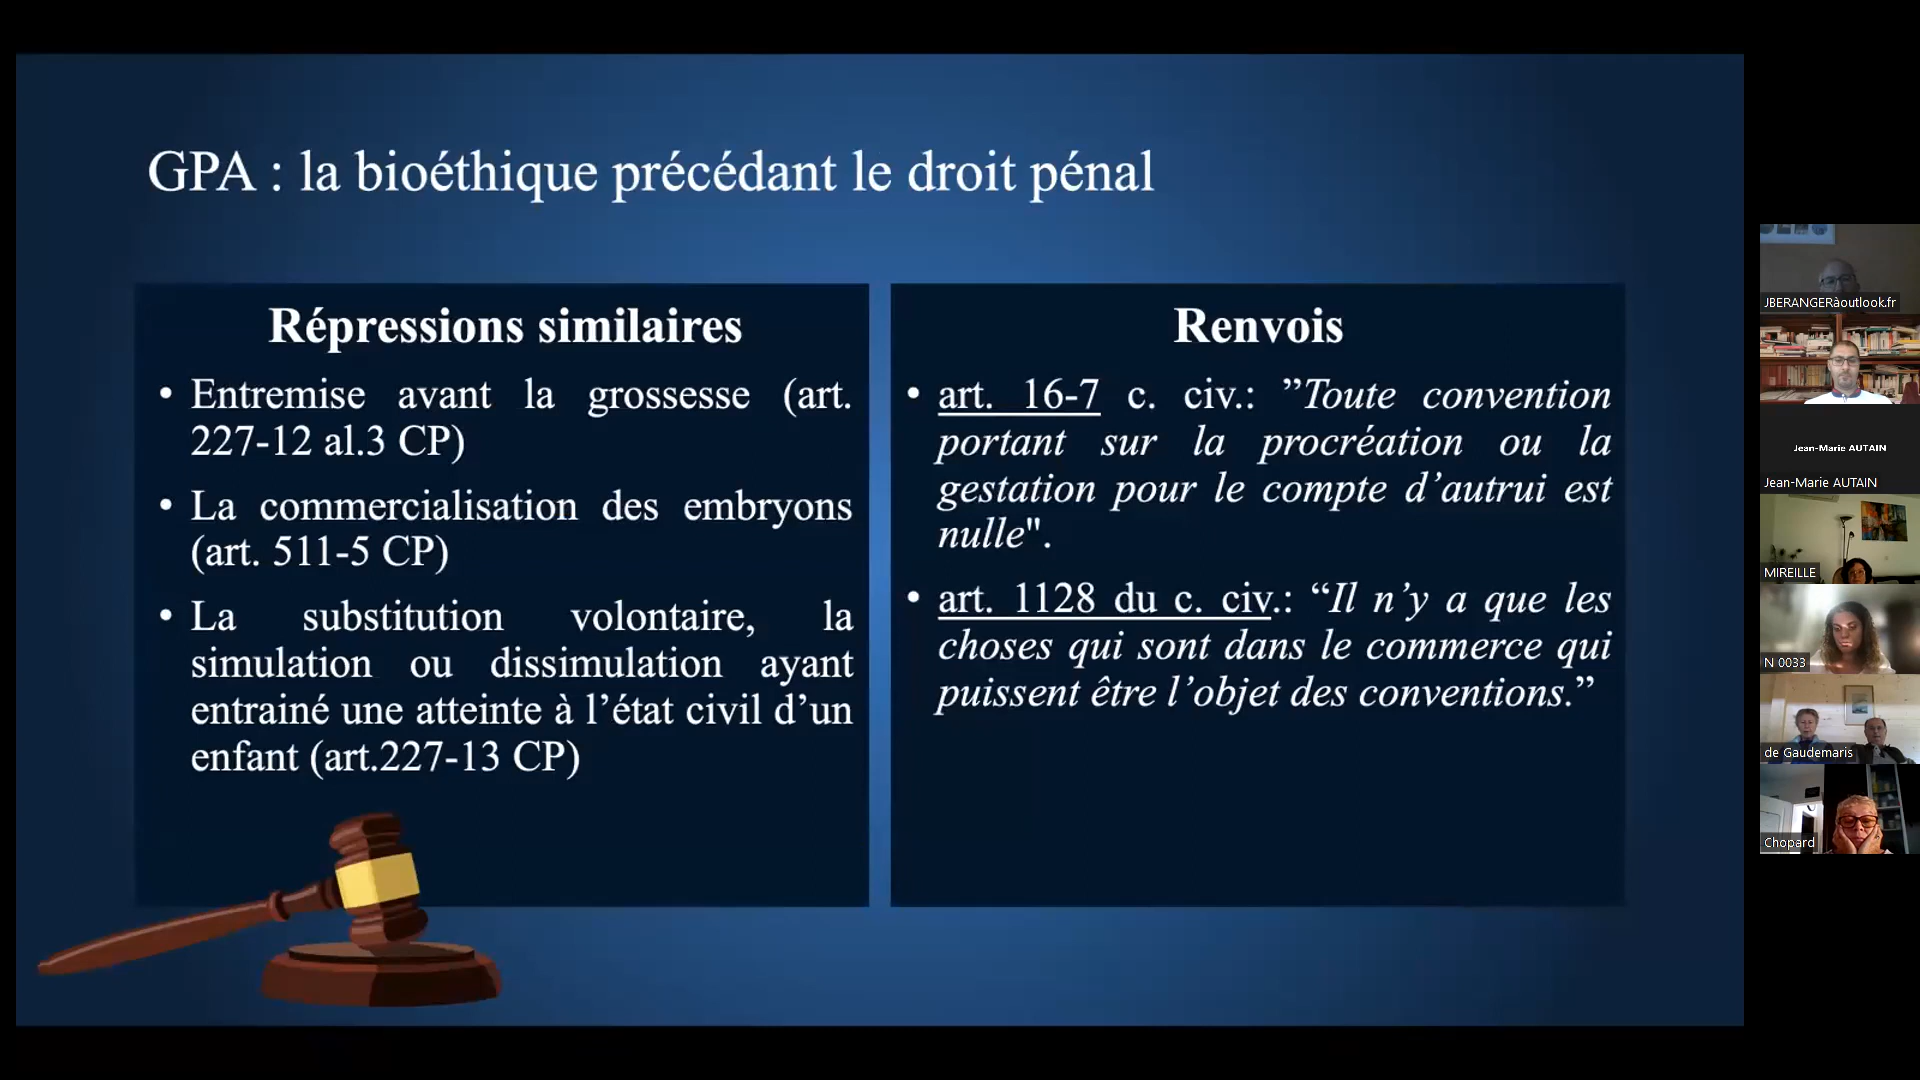 GPA : la bioéthique précédant le droit pénal
Répressions similaires
• Entremise avant la grossesse (art.
227-12 al.3 CP)
• La commercialisation des embryons
(art. 511-5 CP)
• La substitution volontaire, la
simulation ou dissimulation ayant
entrainé une atteinte à l’état civil d’un
enfant (art.227-13 CP)
Renvois
• art. 16-7 c. civ.: ”Toute convention
portant sur la procréation ou la
gestation pour le compte d’autrui est
nulle".
• art. 1128 du c. civ.: “Il n’y a que les
choses qui sont dans le commerce qui
puissent être l’objet des conventions.”
JBERANGERàoutlook.fr
Jean-Marie AUTAIN
Jean-Marie AUTAIN
MIREILLE
N 0033
de Gaudemaris
Chopard